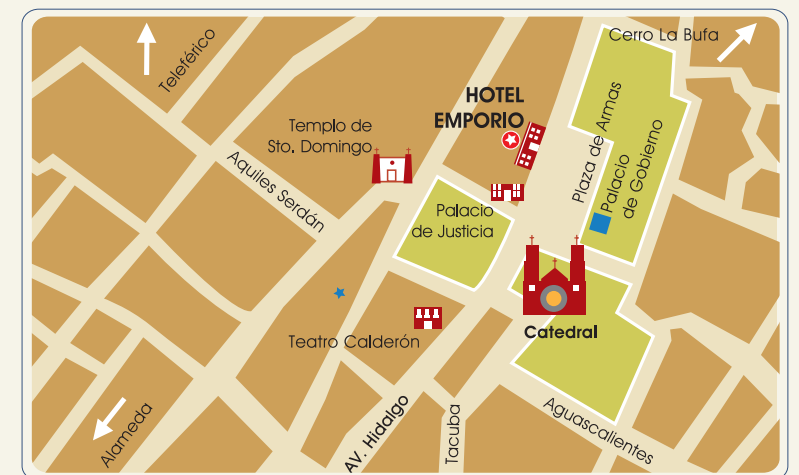 Cerro La Bufa
Teleférico
HOTEL
EMPORIO
Templo de
Sto. Domingo
Plaza de Armas
Palacio
de Gobierno
Aquiles Serdán
Palacio
de Justicia
Catedral
Teatro Calderón
Alameda
AV. Hidalgo
Tacuba
Aguascalientes